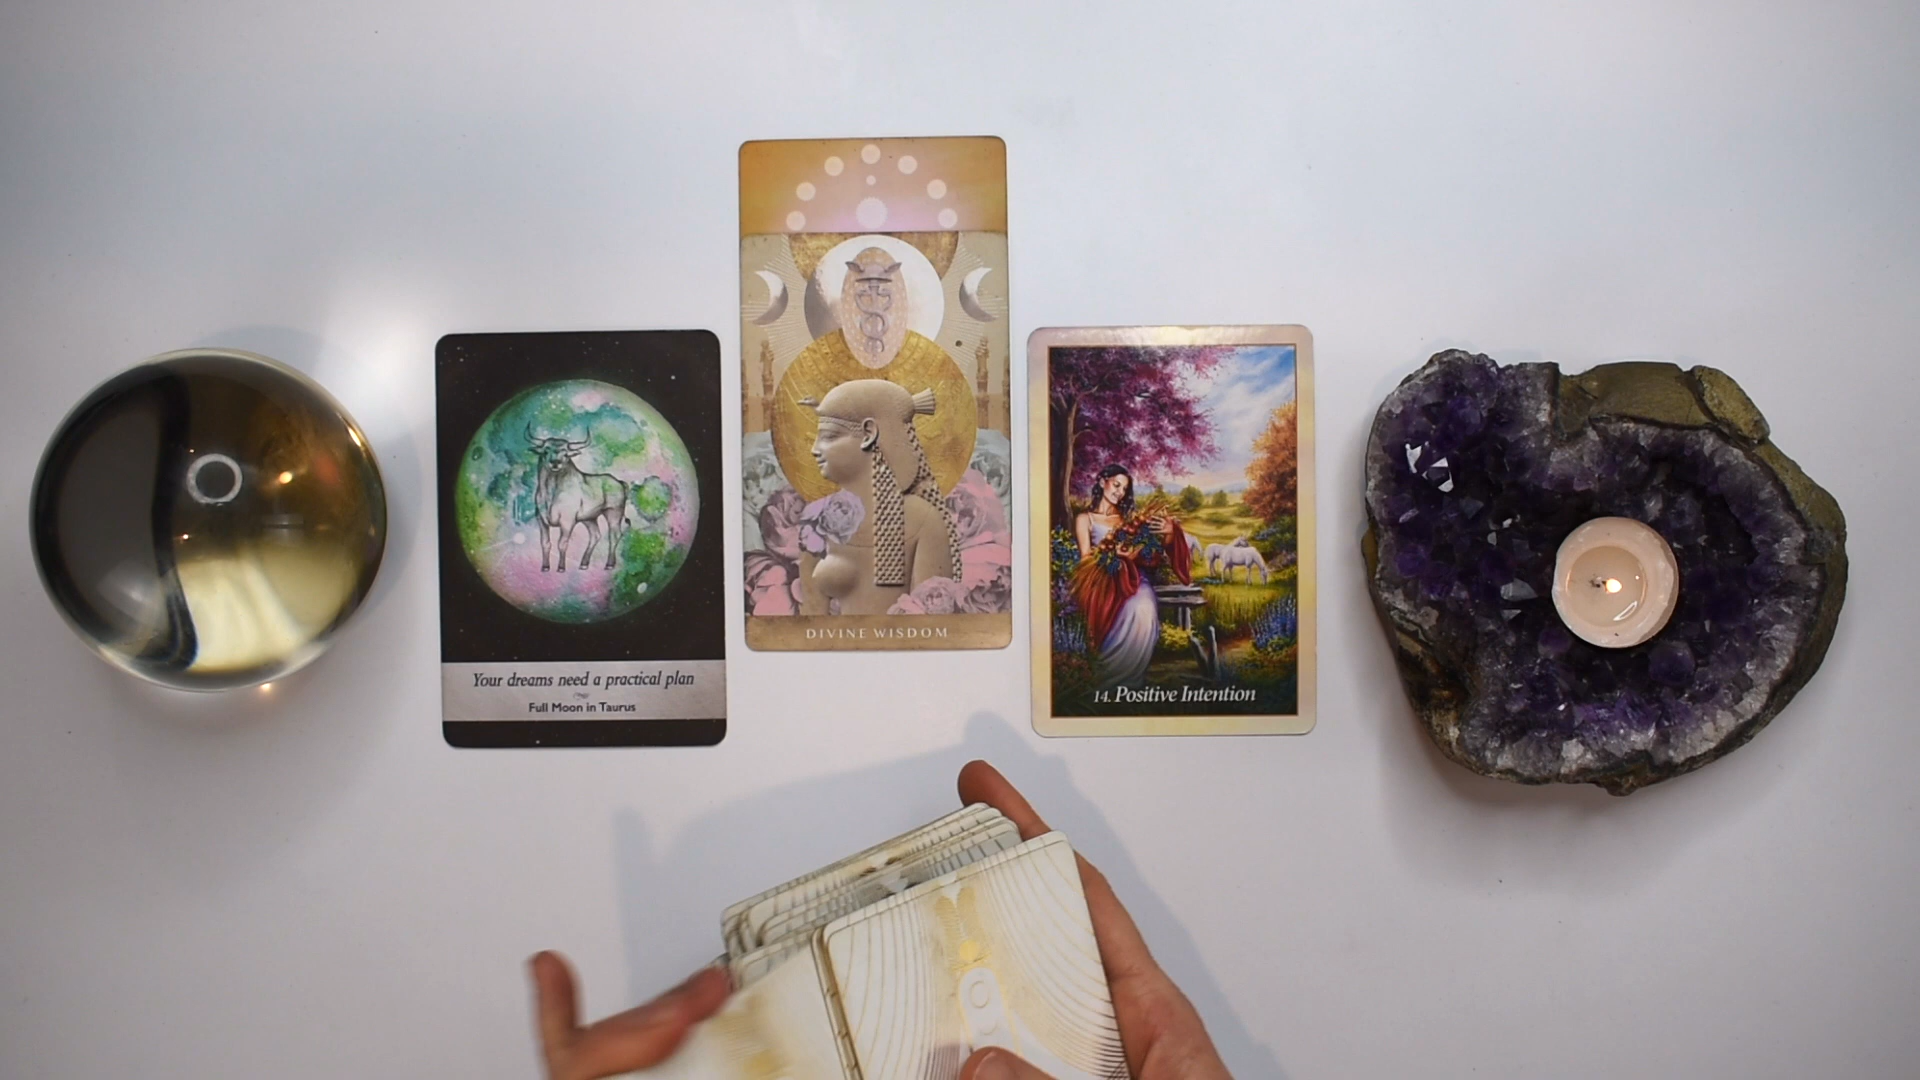 Your dreams need a practical plan
Full Moon in Taurus
DIVINE WISDOM
14. Positive Intention